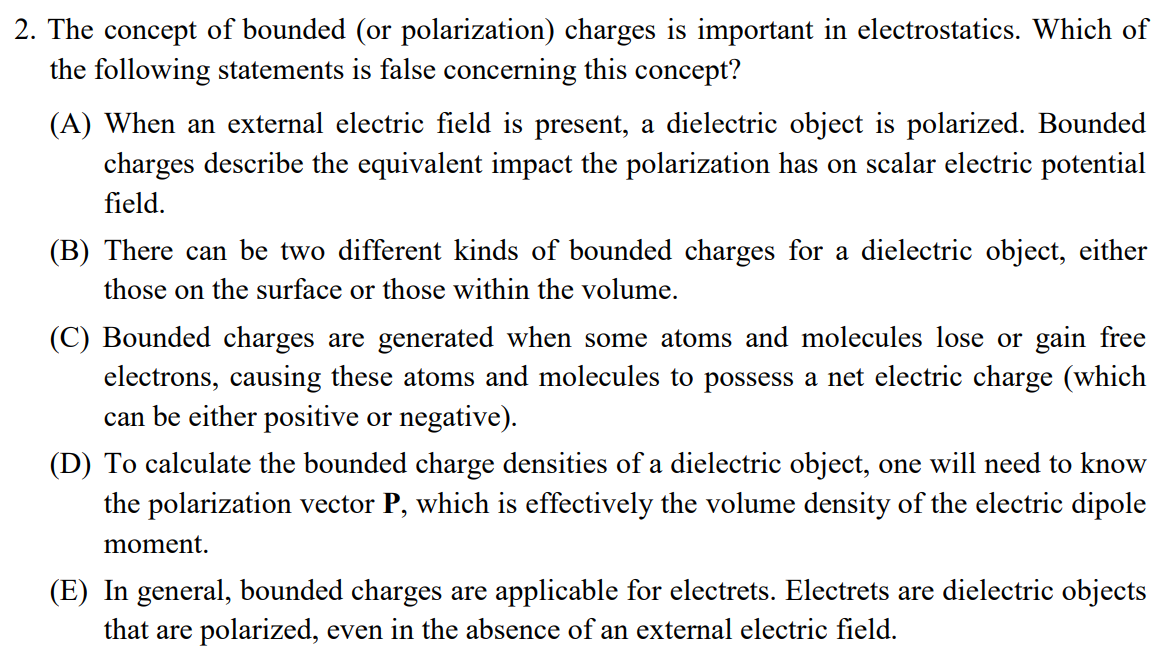 2. The concept of bounded (or polarization) charges is important in electrostatics. Which of
the following statements is false concerning this concept?
(A) When an external electric field is present, a dielectric object is polarized. Bounded
charges describe the equivalent impact the polarization has on scalar electric potential
field.
(B) There can be two different kinds of bounded charges for a dielectric object, either
those on the surface or those within the volume.
(C) Bounded charges are generated when some atoms and molecules lose or gain free
electrons, causing these atoms and molecules to possess a net electric charge (which
can be either positive or negative).
(D) To calculate the bounded charge densities of a dielectric object, one will need to know
the polarization vector P, which is effectively the volume density of the electric dipole
moment.
(E) In general, bounded charges are applicable for electrets. Electrets are dielectric objects
that are polarized, even in the absence of an external electric field.